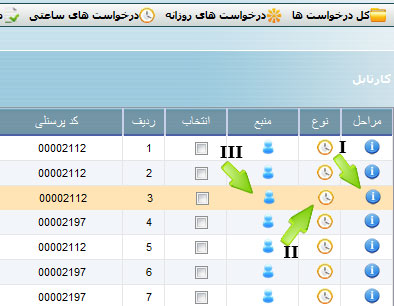 کل درخواست ها درخواست های روزانه درخواست های ساعتی
کارتابل
مراحل نوع منبع انتخاب ردیف کد پرسنلی
I
III
II
1 00002112
2 00002112
3 00002112
4 00002197
5 00002112
6 00002197
7 00002197